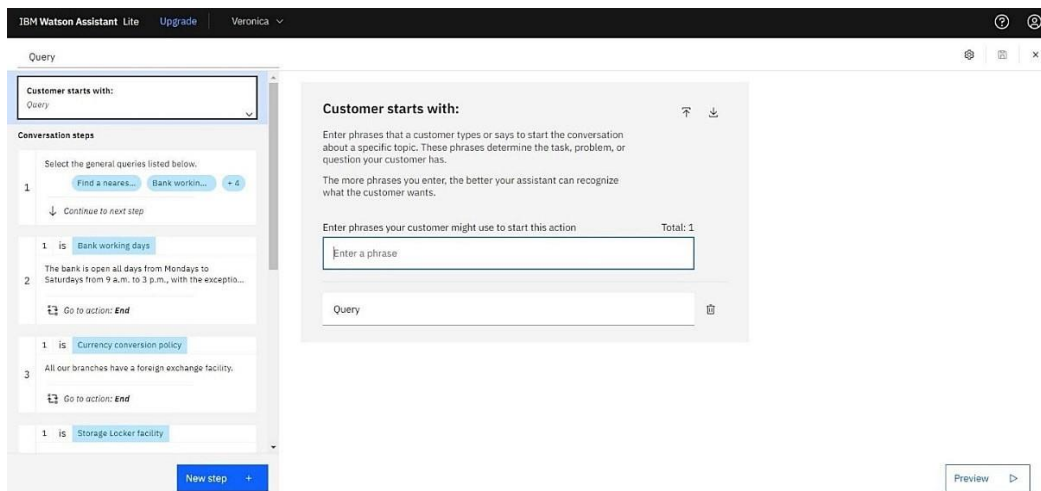 IBM Watson Assistant Lite Upgrade Veronica
Query
Customer starts with:
Query
Conversation steps
1
Select the general queries listed below.
Find a neares... Bank workin... + 4
Continue to next step
2
1 is Bank working days
The bank is open all days from Mondays to
Saturdays from 9 a.m. to 3 p.m., with the exceptio...
Go to action: End
3
1 is Currency conversion policy
All our branches have a foreign exchange facility.
Go to action: End
1 is Storage Locker facility
New step +
Customer starts with:
Enter phrases that a customer types or says to start the conversation
about a specific topic. These phrases determine the task, problem, or
question your customer has.
The more phrases you enter, the better your assistant can recognize
what the customer wants.
Enter phrases your customer might use to start this action Total: 1
Enter a phrase
Query
Preview